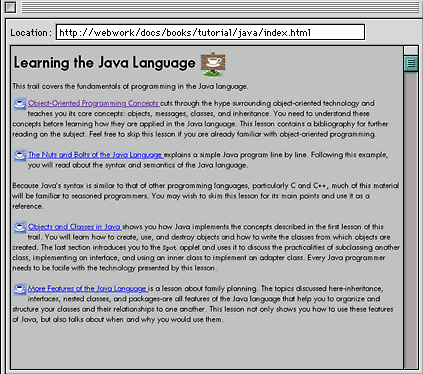 Location: http://webwork/docs/books/tutorial/java/index.html
Learning the Java Language
This trail covers the fundamentals of programming in the Java language.
Object-Oriented Programming Concepts cuts through the hype surrounding object-oriented technology and
teaches you its core concepts: objects, messages, classes, and inheritance. You need to understand these
concepts before learning how they are applied in the Java language. This lesson contains a bibliography for further
reading on the subject. Feel free to skip this lesson if you are already familiar with object-oriented programming.
The Nuts and Bolts of the Java Language explains a simple Java program line by line. Following this example,
you will read about the syntax and semantics of the Java language.
Because Java's syntax is similar to that of other programming languages, particularly C and C++, much of this material
will be familiar to seasoned programmers. You may wish to skim this lesson for its main points and use it as a
reference.
Objects and Classes in Java shows you how Java implements the concepts described in the first lesson of this
trail. You will learn how to create, use, and destroy objects and how to write the classes from which objects are
created. The last section introduces you to the Spot applet and uses it to discuss the practicalities of subclassing another
class, implementing an interface, and using an inner class to implement an adapter class. Every Java programmer
needs to be facile with the technology presented by this lesson.
More Features of the Java Language is a lesson about family planning. The topics discussed here-inheritance,
interfaces, nested classes, and packages-are all features of the Java language that help you to organize and
structure your classes and their relationships to one another. This lesson not only shows you how to use these features
of Java, but also talks about when and why you would use them.